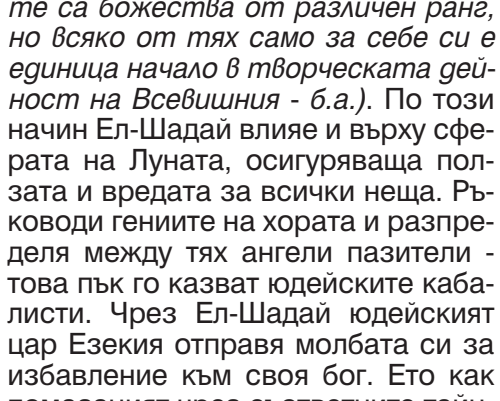 те са божества от различен ранг,
но всяко от тях само за себе си е
единица начало в творческата дей-
ност на Всевишния - б.а.). По този
начин Ел-Шадай влияе и върху сфе-
рата на Луната, осигуряваща пол-
зата и вредата за всички неща. Ръ-
ководи гениите на хората и разпре-
деля между тях ангели пазители -
това пък го казват юдейските каба-
листи. Чрез Ел-Шадай юдейският
цар Езекия отправя молбата си за
избавление към своя бог. Ето как